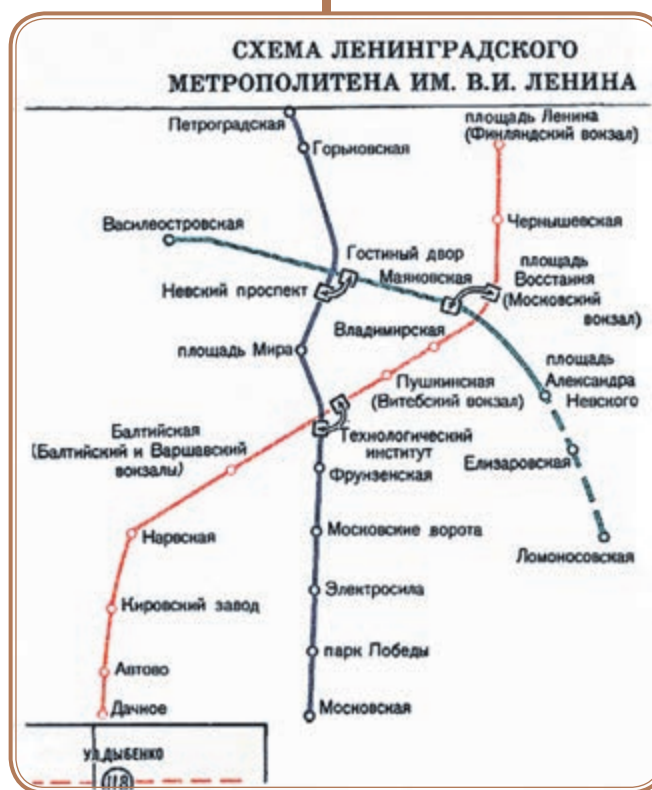 СХЕМА ЛЕНИНГРАДСКОГО
МЕТРОПОЛИТЕНА ИМ. В.И. ЛЕНИНА
Петроградская
площадь Ленина
(Финляндский вокзал)
Горьковская
Василеостровская
Чернышевская
Гостиный двор
Маяковская
площадь
Восстания
(Московский
вокзал)
Невский проспект
Владимирская
площадь Мира
площадь
Александра
Невского
Пушкинская
(Витебский вокзал)
Балтийская
(Балтийский и Варшавский
вокзалы)
Технологический
институт
Елизаровская
Фрунзенская
Нарвская
Московские ворота
Ломоносовская
Электросила
Кировский завод
парк Победы
Автово
Дачное
Московская
УЛ.ДЫБЕНКО
118